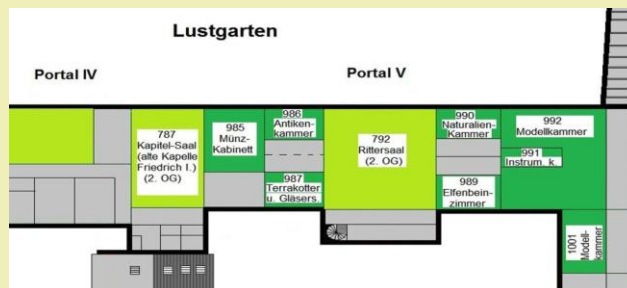 Lustgarten
Portal IV
Portal V
787
Kapitel-Saal
(alte Kapelle
Friedrich I.)
(2. OG)
985
Münz-
Kabinett
986
Antiken-
kammer
987
Terrakotter
u. Gläsers.
792
Rittersaal
(2. OG)
990
Naturalien-
Kammer
989
Elfenbein-
zimmer
992
Modellkammer
991
Instrum. k.
1001
Modell-
kammer